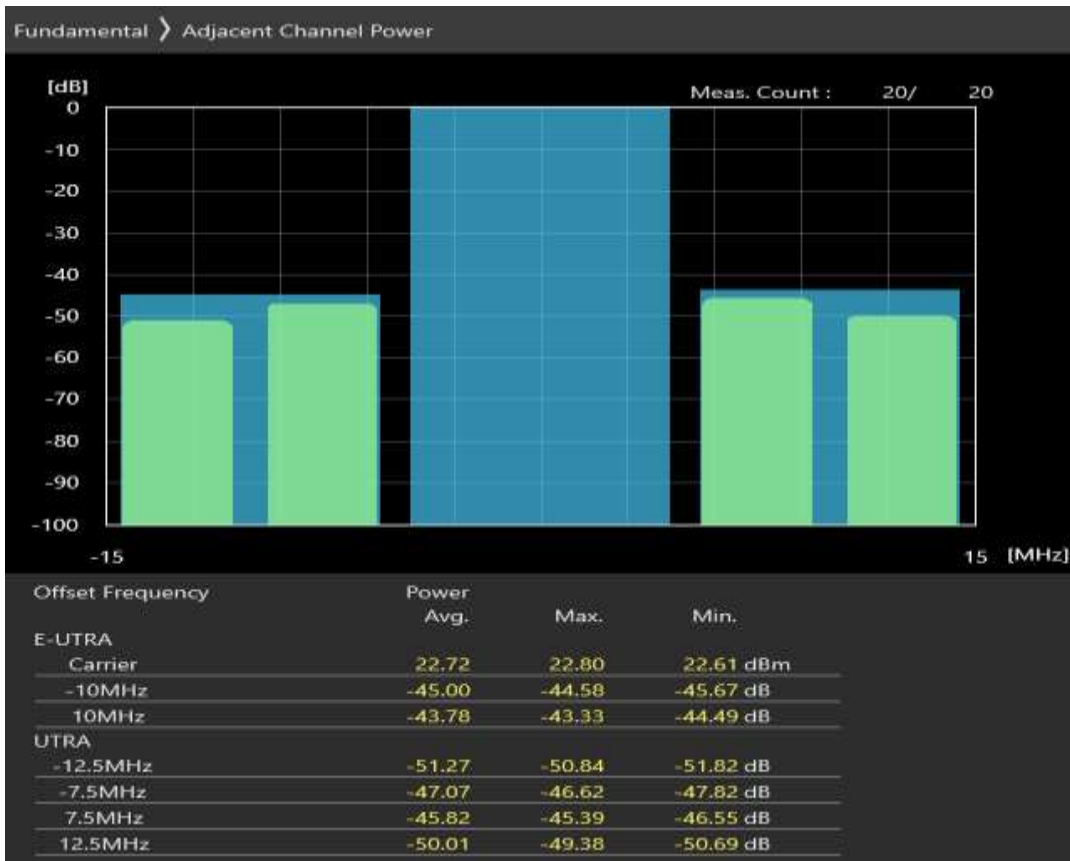 Fundamental 〉 Adjacent Channel Power
[dB]
Meas. Count : 20/ 20
0
-10
-20
-30
-40
-50
-60
-70
-80
-90
-100
-15 15 [MHz]
Offset Frequency Power
Avg. Max. Min.
E-UTRA
Carrier 22.72 22.80 22.61 dBm
-10MHz -45.00 -44.58 -45.67 dB
10MHz -43.78 -43.33 -44.49 dB
UTRA
-12.5MHz -51.27 -50.84 -51.82 dB
-7.5MHz -47.07 -46.62 -47.82 dB
7.5MHz -45.82 -45.39 -46.55 dB
12.5MHz -50.01 -49.38 -50.69 dB